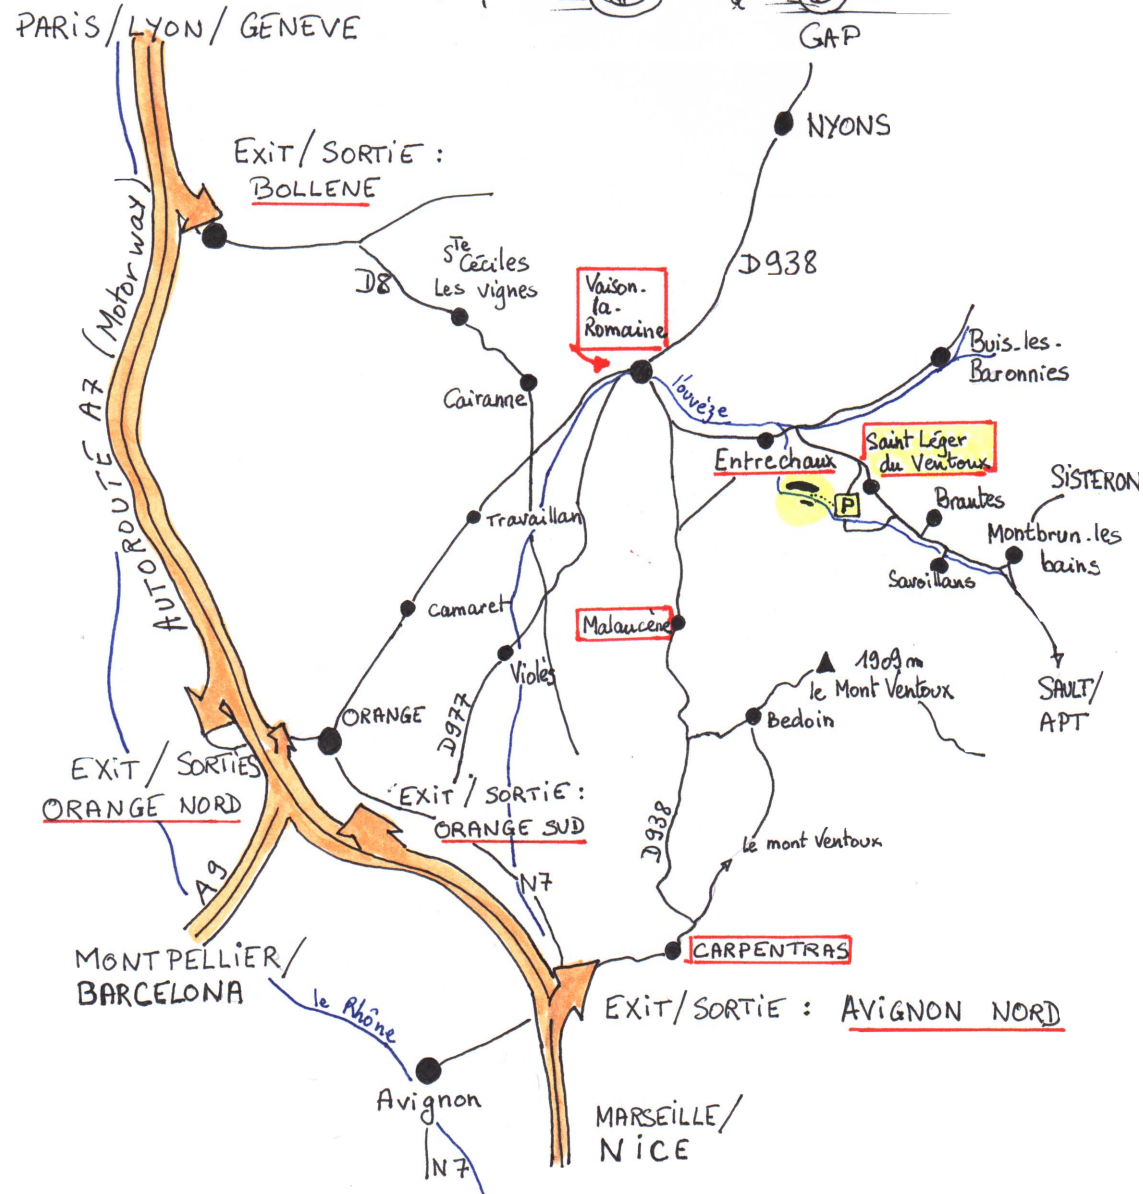 PARIS/LYON/GENEVE
GAP
NYONS
EXIT/SORTIE :
BOLLENE
D938
Ste
Céciles
Les vignes
D8
Vaison-
la-
Romaine
AUTOROUTE A7 (Motorway)
Buis-les-
Baronnies
l'ouvèze
Cairanne
Saint Léger
du Ventoux
Entrechaux
SISTERON
Brautes
P
Travaillan
Montbrun-les
bains
Savoillans
Camaret
Malaucène
Violès
1909m
le Mont Ventoux
SAULT/
APT
ORANGE
D977
Bedoin
EXIT/SORTIES
ORANGE NORD
EXIT/SORTIE :
ORANGE SUD
D938
le mont Ventoux
A9
N7
MONTPELLIER/
BARCELONA
CARPENTRAS
le Rhône
EXIT/SORTIE : AVIGNON NORD
Avignon
MARSEILLE/
NICE
N7